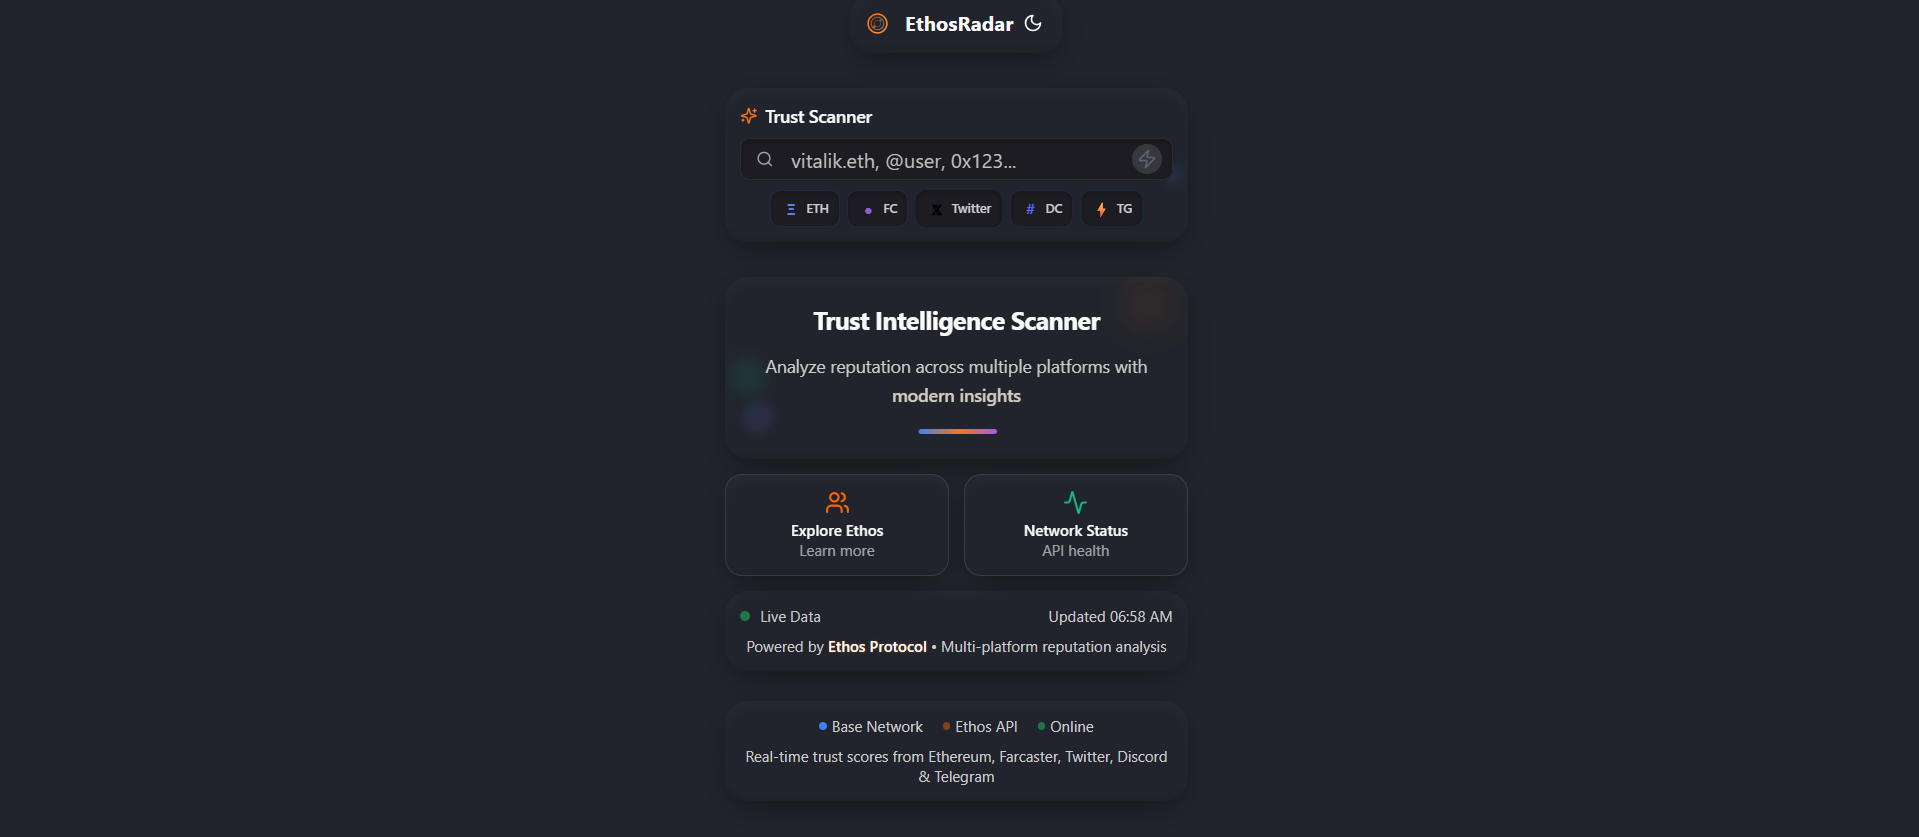 EthosRadar
Trust Scanner
vitalik.eth, @user, 0x123...
Ξ ETH
FC
X Twitter
# DC
TG
Trust Intelligence Scanner
Analyze reputation across multiple platforms with
modern insights
Explore Ethos
Learn more
Network Status
API health
Live Data
Updated 06:58 AM
Powered by Ethos Protocol • Multi-platform reputation analysis
Base Network
Ethos API
Online
Real-time trust scores from Ethereum, Farcaster, Twitter, Discord
& Telegram